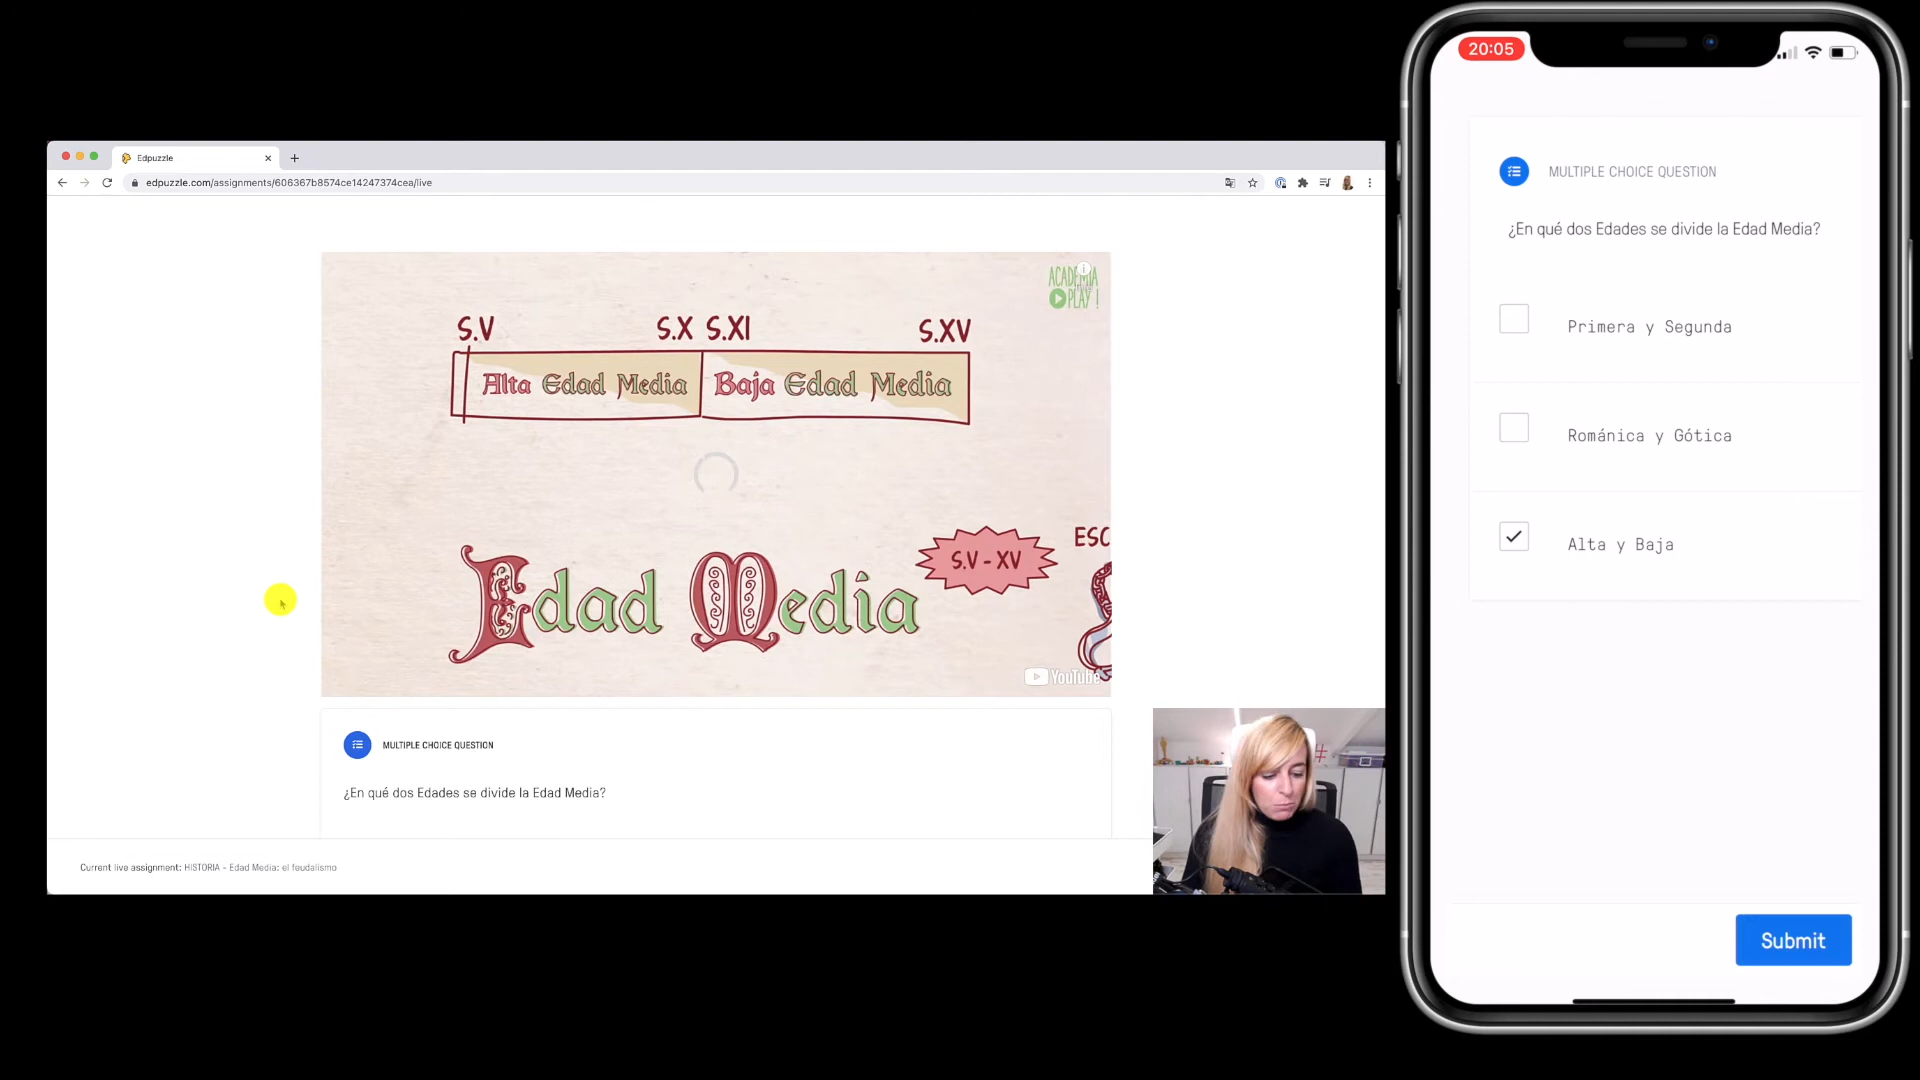 Edpuzzle
edpuzzle.com/assignments/606367b8574ce14247374cea/live
ACADEMIA
PLAY !
S.V S.X S.XI S.XV
Alta Edad Media Baja Edad Media
S.V - XV
ESC
Edad Media
YouTube
MULTIPLE CHOICE QUESTION
¿En qué dos Edades se divide la Edad Media?
Current live assignment: HISTORIA - Edad Media: el feudalismo
20:05
MULTIPLE CHOICE QUESTION
¿En qué dos Edades se divide la Edad Media?
Primera y Segunda
Románica y Gótica
Alta y Baja
Submit